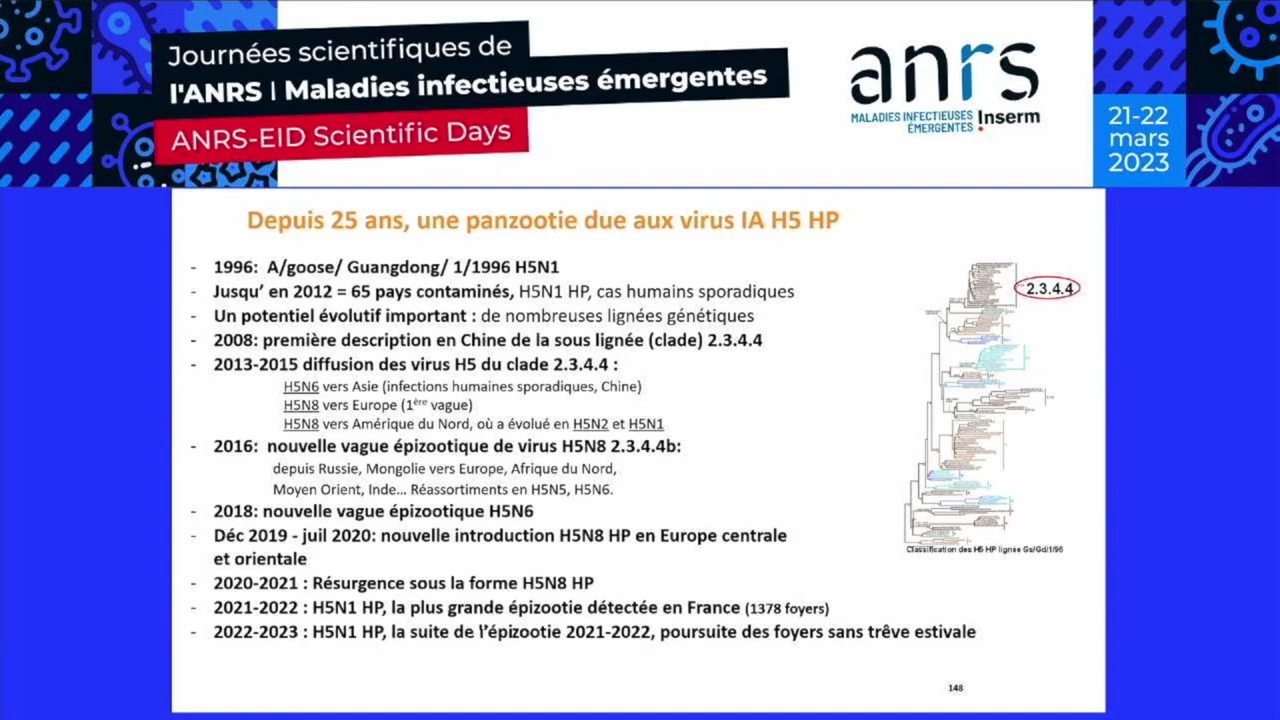 Journées scientifiques de
l'ANRS | Maladies infectieuses émergentes
ANRS-EID Scientific Days
anrs
MALADIES INFECTIEUSES
ÉMERGENTES
Inserm
21-22
mars
2023
Depuis 25 ans, une panzootie due aux virus IA H5 HP
- 1996: A/goose/ Guangdong/ 1/1996 H5N1
- Jusqu' en 2012 = 65 pays contaminés, H5N1 HP, cas humains sporadiques
- Un potentiel évolutif important : de nombreuses lignées génétiques
- 2008: première description en Chine de la sous lignée (clade) 2.3.4.4
- 2013-2015 diffusion des virus H5 du clade 2.3.4.4 :
H5N6 vers Asie (infections humaines sporadiques, Chine)
H5N8 vers Europe (1ère vague)
H5N8 vers Amérique du Nord, où a évolué en H5N2 et H5N1
- 2016: nouvelle vague épizootique de virus H5N8 2.3.4.4b:
depuis Russie, Mongolie vers Europe, Afrique du Nord,
Moyen Orient, Inde... Réassortiments en H5N5, H5N6.
- 2018: nouvelle vague épizootique H5N6
- Déc 2019 - juil 2020: nouvelle introduction H5N8 HP en Europe centrale
et orientale
- 2020-2021 : Résurgence sous la forme H5N8 HP
- 2021-2022 : H5N1 HP, la plus grande épizootie détectée en France (1378 foyers)
- 2022-2023 : H5N1 HP, la suite de l'épizootie 2021-2022, poursuite des foyers sans trêve estivale
2.3.4.4
Classification des H5 HP lignée Gs/Gd/1/96
148